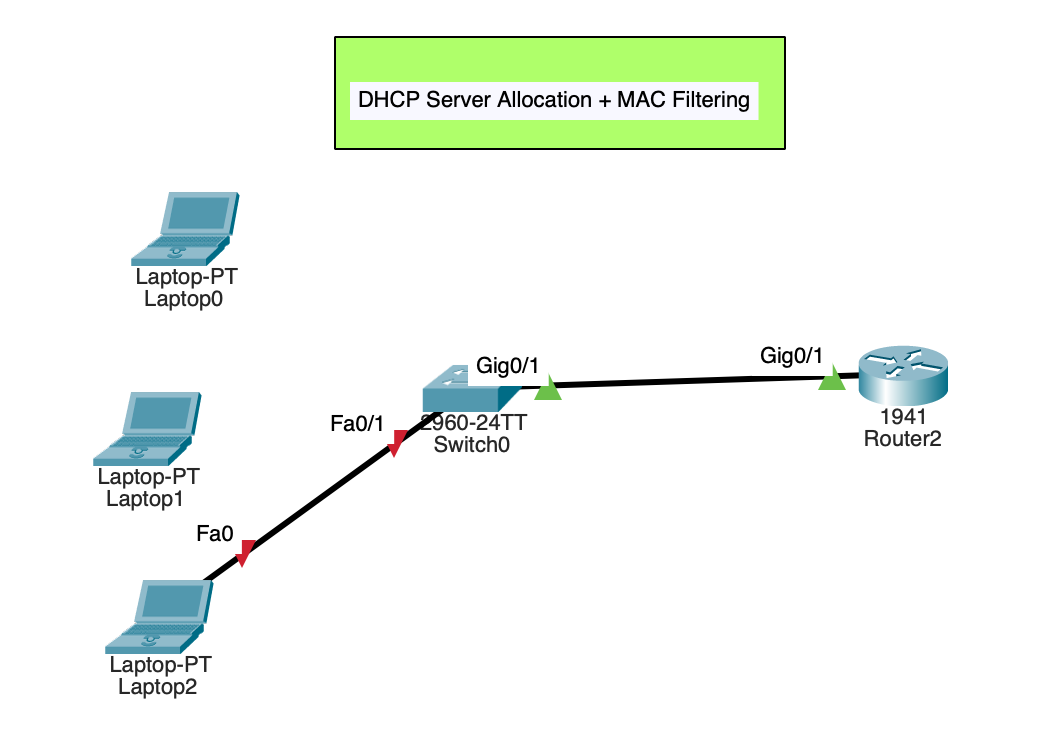 DHCP Server Allocation + MAC Filtering
Laptop-PT
Laptop0
Gig0/1
Gig0/1
Fa0/1
2960-24TT
Switch0
1941
Router2
Laptop-PT
Laptop1
Fa0
Laptop-PT
Laptop2